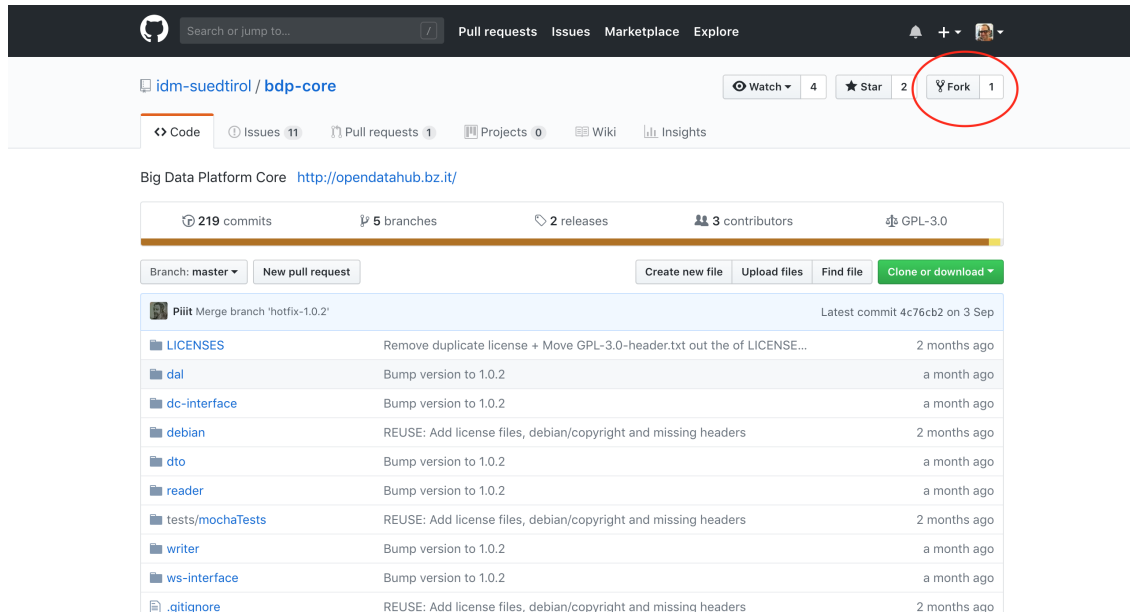 Search or jump to... / Pull requests Issues Marketplace Explore
idm-suedtirol / bdp-core Watch 4 Star 2 Fork 1
Code Issues 11 Pull requests 1 Projects 0 Wiki Insights
Big Data Platform Core http://opendatahub.bz.it/
219 commits 5 branches 2 releases 3 contributors GPL-3.0
Branch: master New pull request Create new file Upload files Find file Clone or download
Piiit Merge branch 'hotfix-1.0.2' Latest commit 4c76cb2 on 3 Sep
LICENSES Remove duplicate license + Move GPL-3.0-header.txt out the of LICENSE... 2 months ago
dal Bump version to 1.0.2 a month ago
dc-interface Bump version to 1.0.2 a month ago
debian REUSE: Add license files, debian/copyright and missing headers 2 months ago
dto Bump version to 1.0.2 a month ago
reader Bump version to 1.0.2 a month ago
tests/mochaTests REUSE: Add license files, debian/copyright and missing headers 2 months ago
writer Bump version to 1.0.2 a month ago
ws-interface Bump version to 1.0.2 a month ago
.gitignore REUSE: Add license files, debian/copyright and missing headers 2 months ago